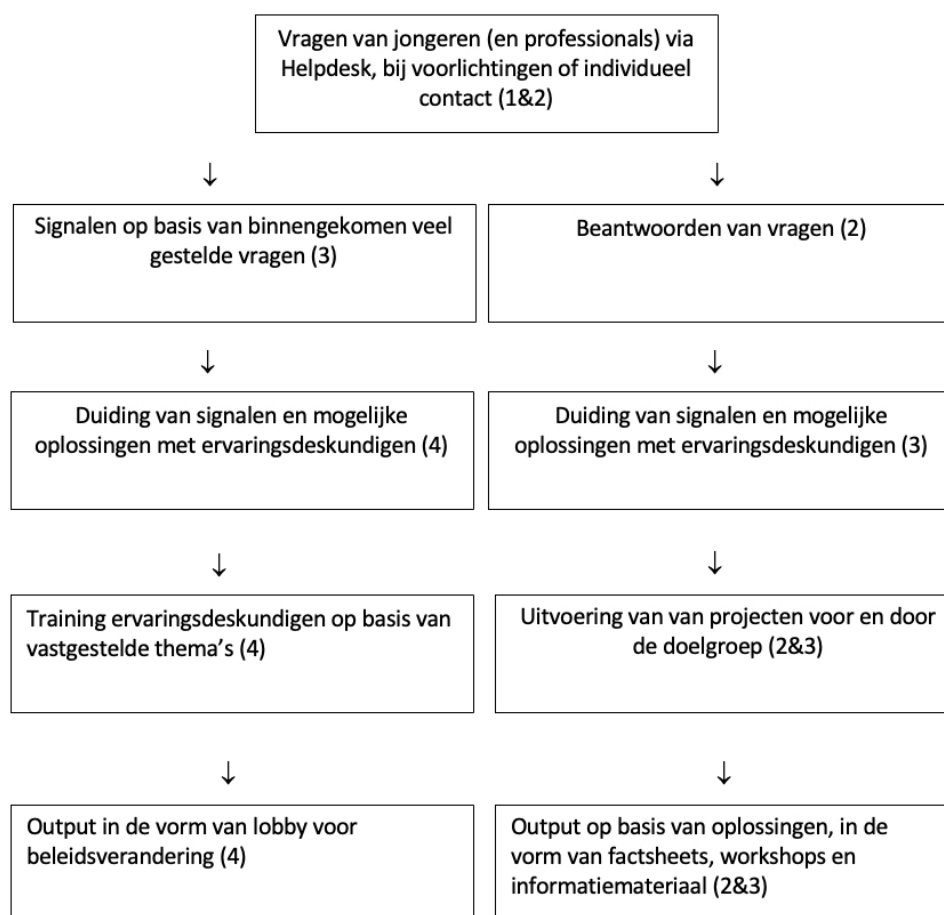 Vragen van jongeren (en professionals) via
Helpdesk, bij voorlichtingen of individueel
contact (1&2)
↓
↓
Signalen op basis van binnengekomen veel
gestelde vragen (3)
Beantwoorden van vragen (2)
↓
↓
Duiding van signalen en mogelijke
oplossingen met ervaringsdeskundigen (4)
Duiding van signalen en mogelijke
oplossingen met ervaringsdeskundigen (3)
↓
↓
Training ervaringsdeskundigen op basis van
vastgestelde thema’s (4)
Uitvoering van van projecten voor en door
de doelgroep (2&3)
↓
↓
Output in de vorm van lobby voor
beleidsverandering (4)
Output op basis van oplossingen, in de
vorm van factsheets, workshops en
informatiemateriaal (2&3)